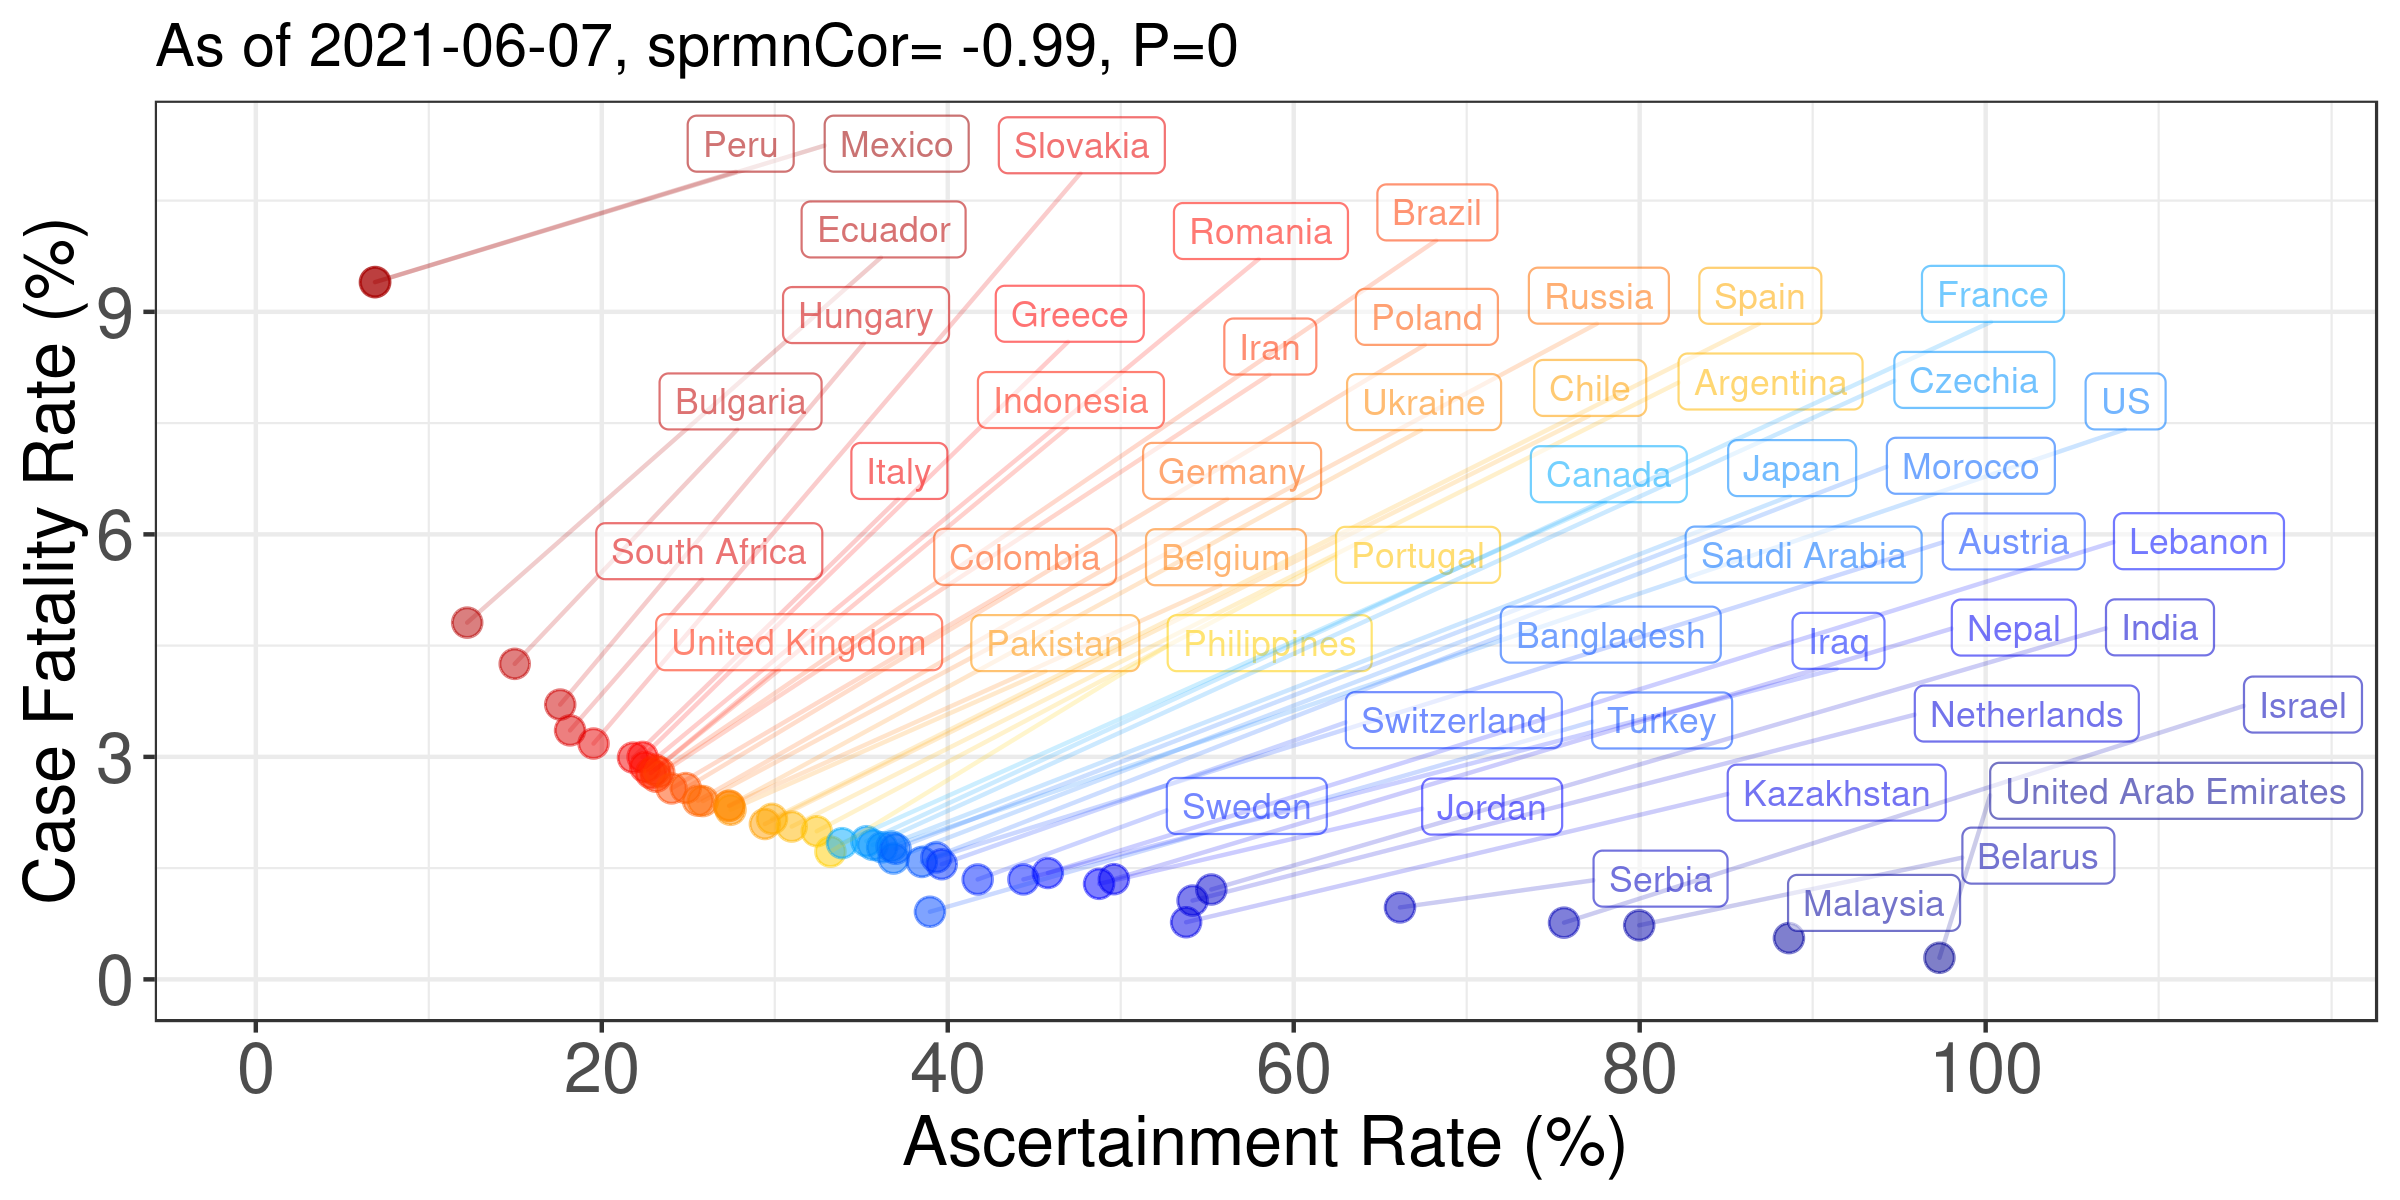 As of 2021-06-07, sprmnCor= -0.99, P=0
Peru
Mexico
Slovakia
Ecuador
Romania
Brazil
Hungary
Greece
Iran
Poland
Russia
Spain
France
Bulgaria
Indonesia
Ukraine
Chile
Argentina
Czechia
US
Italy
Germany
Canada
Japan
Morocco
South Africa
Colombia
Belgium
Portugal
Saudi Arabia
Austria
Lebanon
United Kingdom
Pakistan
Philippines
Bangladesh
Iraq
Nepal
India
Switzerland
Turkey
Netherlands
Israel
Sweden
Jordan
Kazakhstan
United Arab Emirates
Serbia
Malaysia
Belarus
Case Fatality Rate (%)
9
6
3
0
0
20
40
60
80
100
Ascertainment Rate (%)